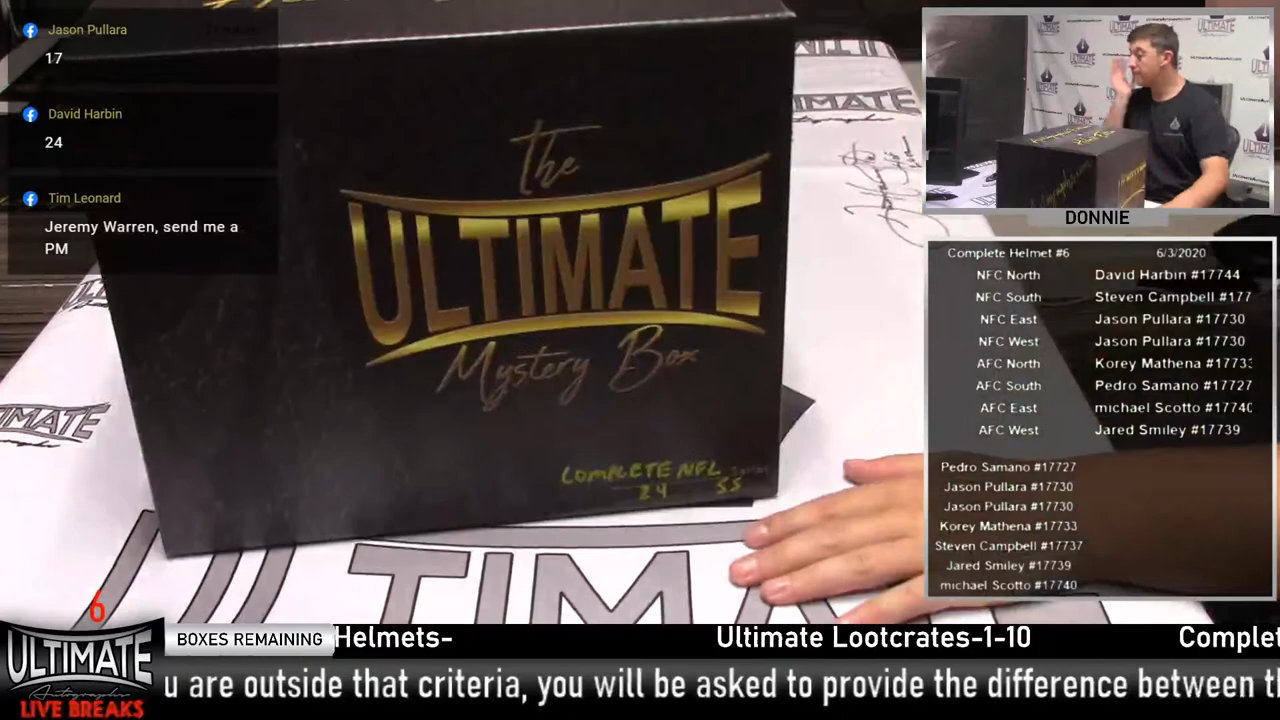 Jason Pullara
17
David Harbin
24
Tim Leonard
Jeremy Warren, send me a
PM
The
ULTIMATE
Mystery Box
COMPLETE NFL
24 55
ULTIMATE
DONNIE
Complete Helmet #6 6/3/2020
NFC North David Harbin #17744
NFC South Steven Campbell #177
NFC East Jason Pullara #17730
NFC West Jason Pullara #17730
AFC North Korey Mathena #17733
AFC South Pedro Samano #17727
AFC East michael Scotto #17740
AFC West Jared Smiley #17739
Pedro Samano #17727
Jason Pullara #17730
Jason Pullara #17730
Korey Mathena #17733
Steven Campbell #17737
Jared Smiley #17739
michael Scotto #17740
6
BOXES REMAINING
Helmets- Ultimate Lootcrates-1-10 Complet
ULTIMATE
Autographs
LIVE BREAKS
u are outside that criteria, you will be asked to provide the difference between th